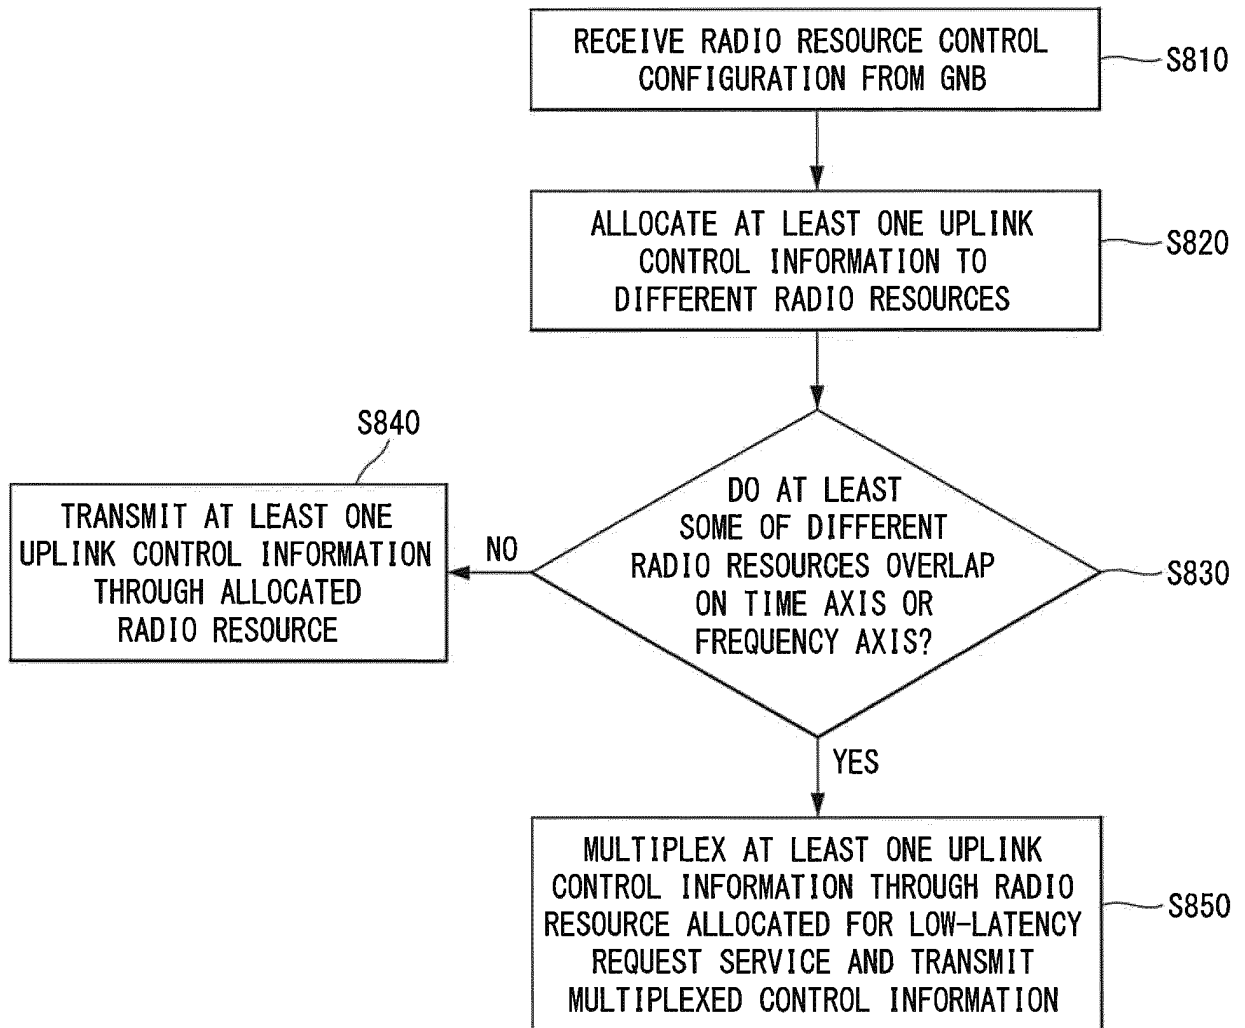 RECEIVE RADIO RESOURCE CONTROL
CONFIGURATION FROM GNB
S810
ALLOCATE AT LEAST ONE UPLINK
CONTROL INFORMATION TO
DIFFERENT RADIO RESOURCES
S820
DO AT LEAST
SOME OF DIFFERENT
RADIO RESOURCES OVERLAP
ON TIME AXIS OR
FREQUENCY AXIS?
S830
NO
S840
TRANSMIT AT LEAST ONE
UPLINK CONTROL INFORMATION
THROUGH ALLOCATED
RADIO RESOURCE
YES
MULTIPLEX AT LEAST ONE UPLINK
CONTROL INFORMATION THROUGH RADIO
RESOURCE ALLOCATED FOR LOW-LATENCY
REQUEST SERVICE AND TRANSMIT
MULTIPLEXED CONTROL INFORMATION
S850